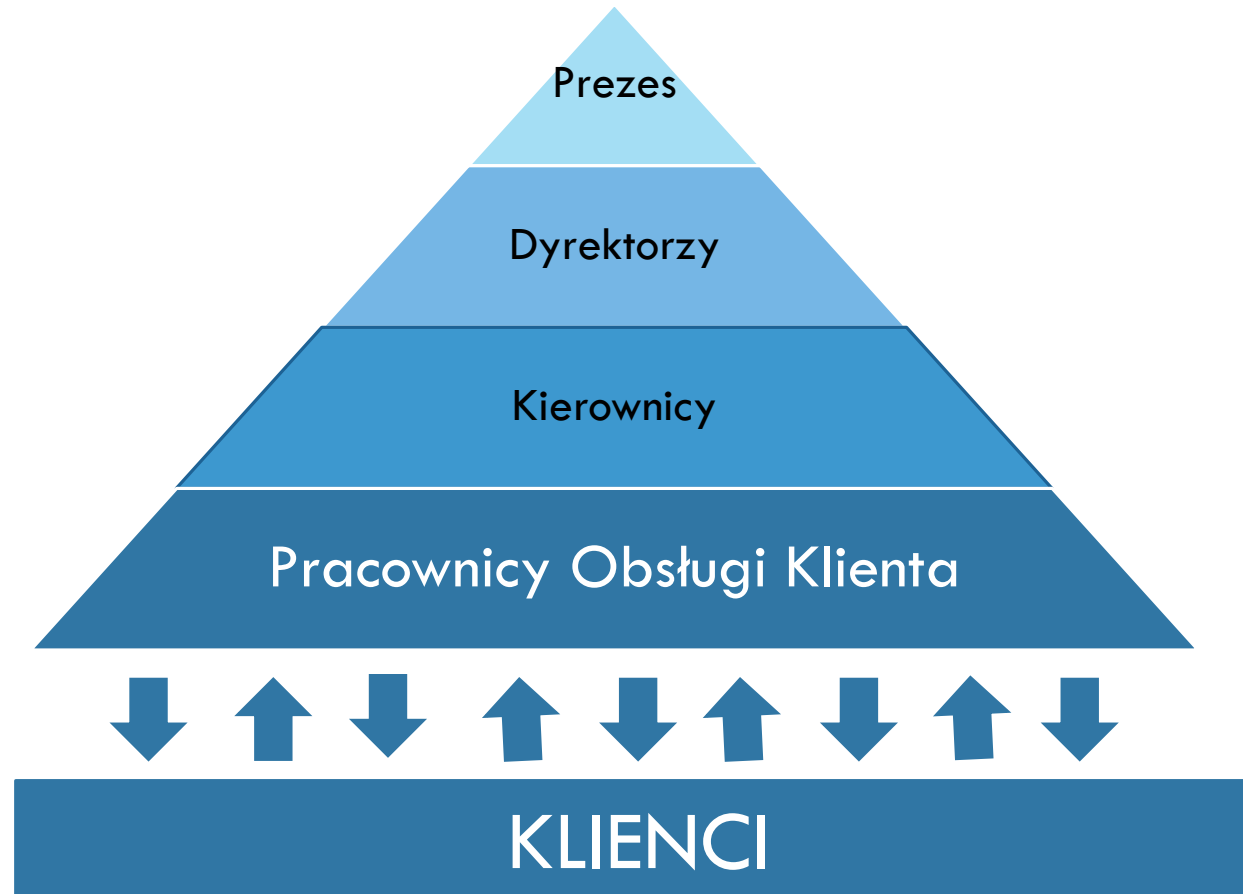 Prezes
Dyrektorzy
Kierownicy
Pracownicy Obsługi Klienta
KLIENCI